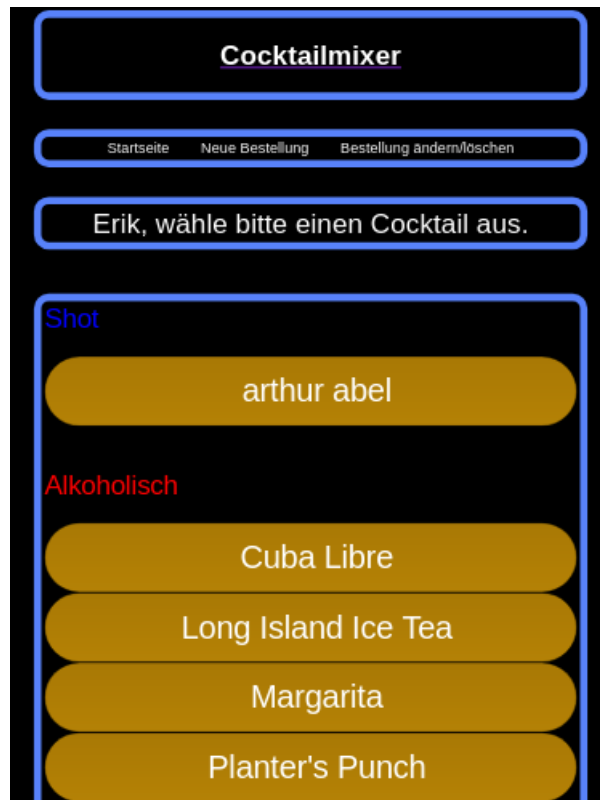 Cocktailmixer
Startseite Neue Bestellung Bestellung ändern/löschen
Erik, wähle bitte einen Cocktail aus.
Shot
arthur abel
Alkoholisch
Cuba Libre
Long Island Ice Tea
Margarita
Planter's Punch